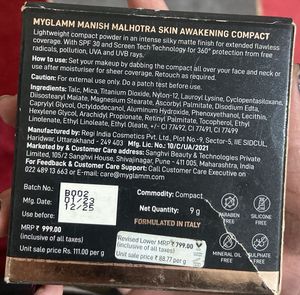 MYGLAMM MANISH MALHOTRA SKIN AWAKENING COMPACT
Lightweight compact powder in an intense silky matte finish for extended flawless
coverage. With SPF 30 and Screen Tech Technology for 360° protection from free
radicals, pollution, UVA and UVB rays.
How to use: Set your makeup by dabbing the compact all over your face and neck or
use after moisturiser for sheer coverage. Retouch as required.
Caution: For external use only. Do a patch test before use.
Ingredients: Talc, Mica, Titanium Dioxide, Nylon-12, Lauroyl Lysine, Cyclopentasiloxane,
Diisostearyl Malate, Magnesium Stearate, Ascorbyl Palmitate, Disodium Edta,
Caprylyl Glycol, Octyldodecanol, Aluminum Hydroxide, Phenoxyethanol, Lecithin,
Hexylene Glycol, Arachidyl Propionate, Retinyl Palmitate, Tocopherol, Ethyl
Linolenate, Ethyl Linoleate, Ethyl Oleate, CI 77491, CI 77492, CI 77499
Manufactured by: Regi India Cosmetics Pvt. Ltd., Plot No.-9, Sector-5, IIE SIDCUL,
Haridwar, Uttarakhand - 249 403 Mfg. Lic. No.: 10/C/UA/2021
Marketed by & Customer Care address: Sanghvi Beauty & Technologies Private
Limited, 105/2 Sanghi House, Shivajinagar, Pune - 411 005, Maharashtra, India
For Feedback & Customer Care Support: Call Customer Care Executive on
022 489 13 663 or E-mail at hello@myglamm.com
Batch No.: B002
Mfg. Date: 01/23
Use before: 12/25
MRP ₹ 999.00
(inclusive of all taxes)
Unit sale price: Rs. 111.00 per g
Commodity: Compact
Net Quantity: 9 g
FORMULATED IN ITALY
Revised Lower MRP ₹ 799.00
(inclusive of all taxes)
Unit sale price ₹ 88.77 per g
PARABEN
FREE
SILICONE
FREE
MINERAL OIL
FREE
SULPHATE